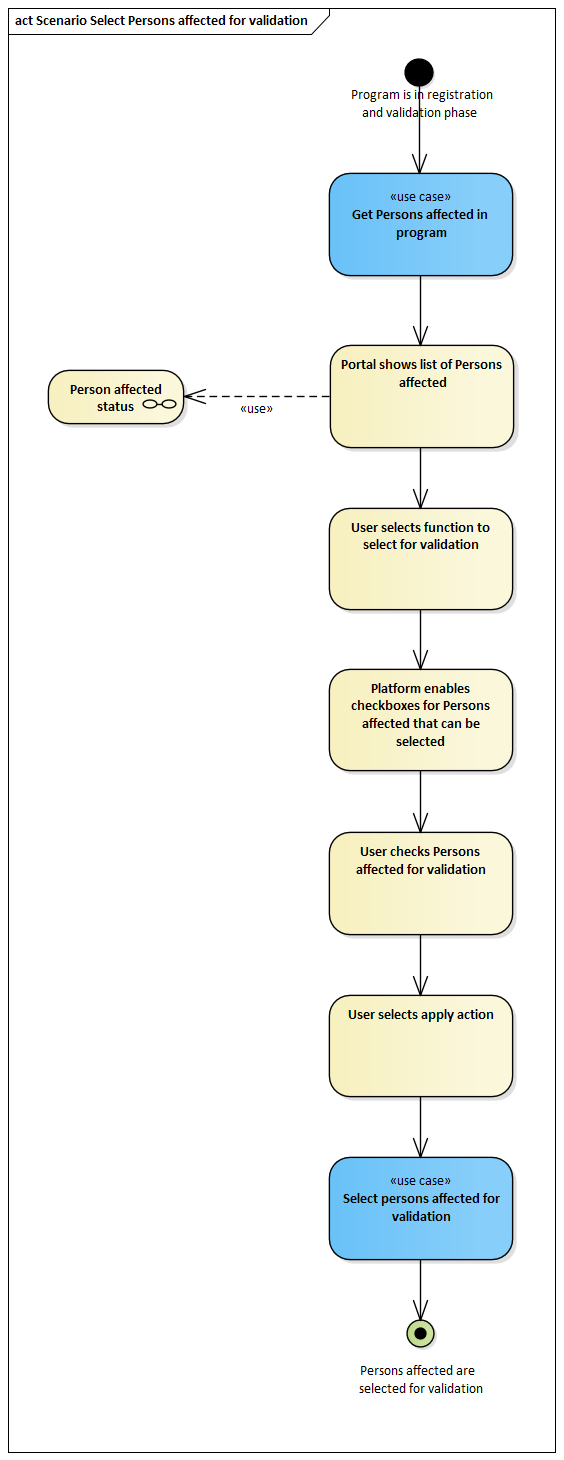 act Scenario Select Persons affected for validation
Program is in registration
and validation phase
«use case»
Get Persons affected in
program
Portal shows list of Persons
affected
Person affected
status
«use»
User selects function to
select for validation
Platform enables
checkboxes for Persons
affected that can be
selected
User checks Persons
affected for validation
User selects apply action
«use case»
Select persons affected for
validation
Persons affected are
selected for validation